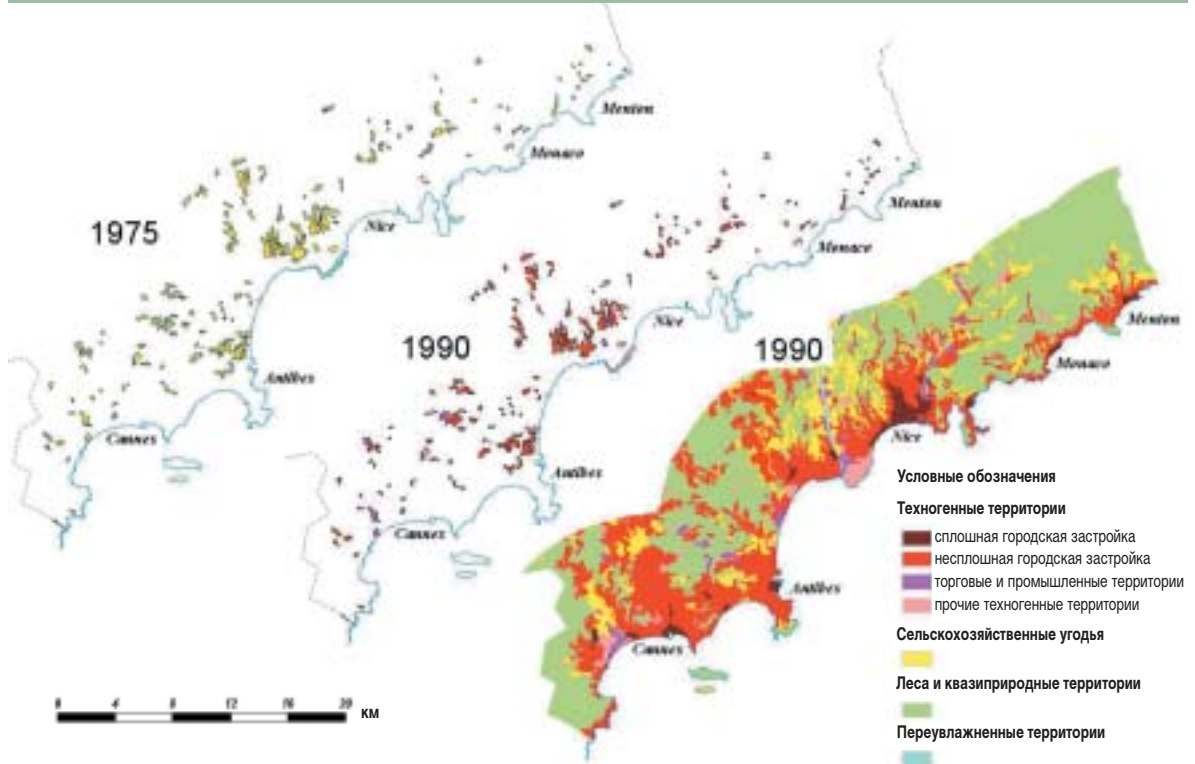 1975
Menton
Monaco
Nice
Antibes
Cannes
1990
Menton
Monaco
Nice
Antibes
Cannes
1990
Menton
Monaco
Nice
Antibes
Cannes
Условные обозначения
Техногенные территории
сплошная городская застройка
несплошная городская застройка
торговые и промышленные территории
прочие техногенные территории
Сельскохозяйственные угодья
Леса и квазиприродные территории
Переувлажненные территории
0 4 8 12 16 20 км